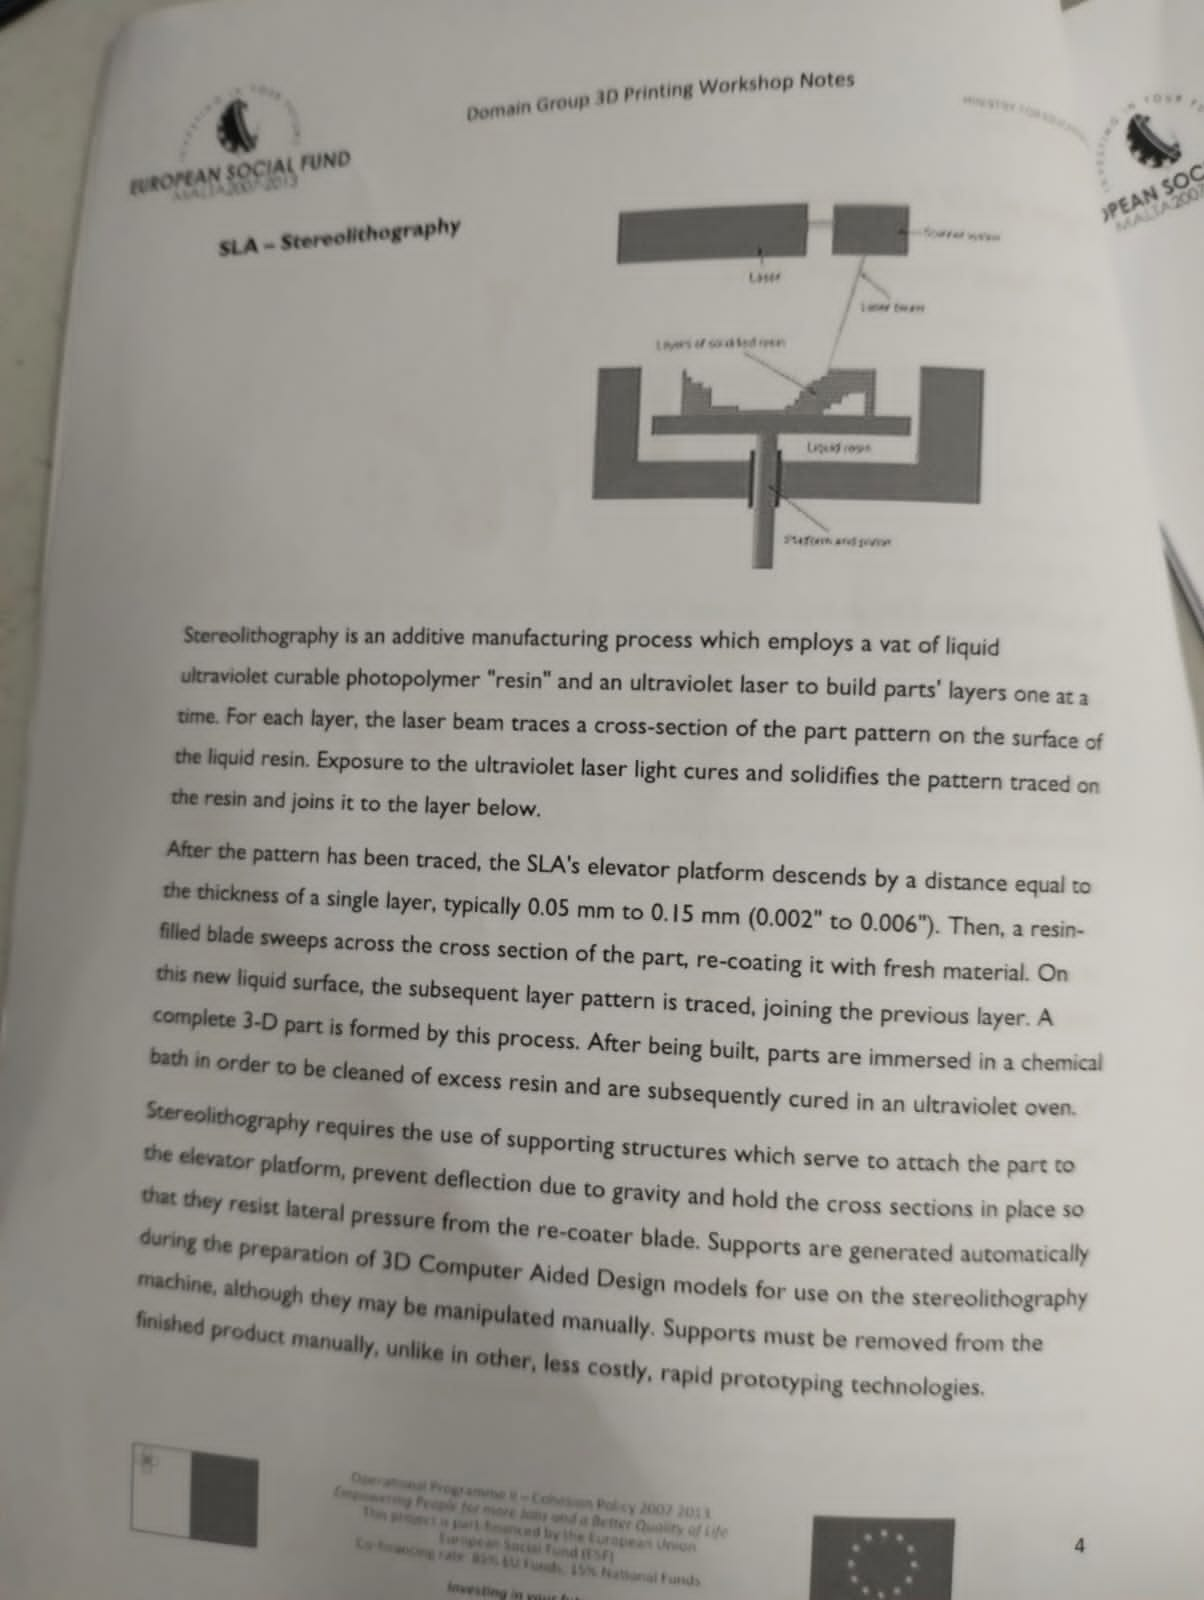 Domain Group 3D Printing Workshop Notes
INVESTING IN YOUR FUTURE
EUROPEAN SOCIAL FUND
MALTA 2007-2013
MINISTRY FOR EDUCATION
YOUR FU
OPEAN SOC
MALTA 2007
SLA – Stereolithography
Scanner system
Laser
Laser beam
Layers of solidified resin
Liquid resin
Platform and piston
Stereolithography is an additive manufacturing process which employs a vat of liquid
ultraviolet curable photopolymer "resin" and an ultraviolet laser to build parts' layers one at a
time. For each layer, the laser beam traces a cross-section of the part pattern on the surface of
the liquid resin. Exposure to the ultraviolet laser light cures and solidifies the pattern traced on
the resin and joins it to the layer below.
After the pattern has been traced, the SLA's elevator platform descends by a distance equal to
the thickness of a single layer, typically 0.05 mm to 0.15 mm (0.002" to 0.006"). Then, a resin-
filled blade sweeps across the cross section of the part, re-coating it with fresh material. On
this new liquid surface, the subsequent layer pattern is traced, joining the previous layer. A
complete 3-D part is formed by this process. After being built, parts are immersed in a chemical
bath in order to be cleaned of excess resin and are subsequently cured in an ultraviolet oven.
Stereolithography requires the use of supporting structures which serve to attach the part to
the elevator platform, prevent deflection due to gravity and hold the cross sections in place so
that they resist lateral pressure from the re-coater blade. Supports are generated automatically
during the preparation of 3D Computer Aided Design models for use on the stereolithography
machine, although they may be manipulated manually. Supports must be removed from the
finished product manually, unlike in other, less costly, rapid prototyping technologies.
Operational Programme II – Cohesion Policy 2007-2013
Empowering People for more Jobs and a Better Quality of Life
This project is part-financed by the European Union
European Social Fund (ESF)
Co-financing rate: 85% EU Funds, 15% National Funds
Investing in your
4